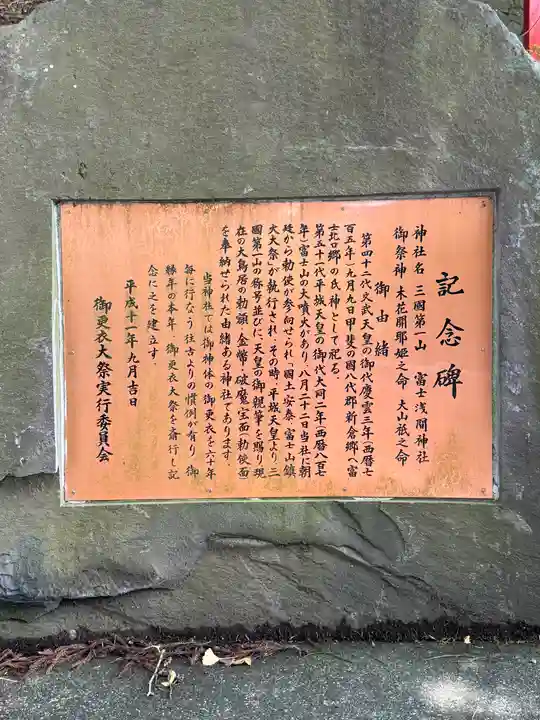 記念碑
神社名 三國第一山 富士浅間神社
御祭神 木花開耶姫之命 大山祇之命
御由緒
第四十二代文武天皇の御代慶雲三年(西暦七
百五年)九月九日甲斐の國八代郡新倉郷へ富
士北口郷の氏神として祀る。
第五十一代平城天皇の御代大同二年(西暦八百七
年)富士山の大噴火があり、八月二十二日当社に朝
廷から勅使が参向せられ、國土安泰、富士山鎮
火大祭」が執行され、その時、平城天皇より、三
國第一山の称号並びに、天皇の御親筆を賜り、現
在の大鳥居の勅額、金幣・破魔・宝面(勅使面)
を奉納せられた由緒ある神社であります。
当神社では御神体の御更衣を六十年
毎に行なう往古よりの慣例が有り、御
縁年の本年、御更衣大祭を斎行し記
念に之を建立す。
平成十一年九月吉日
御更衣大祭実行委員会